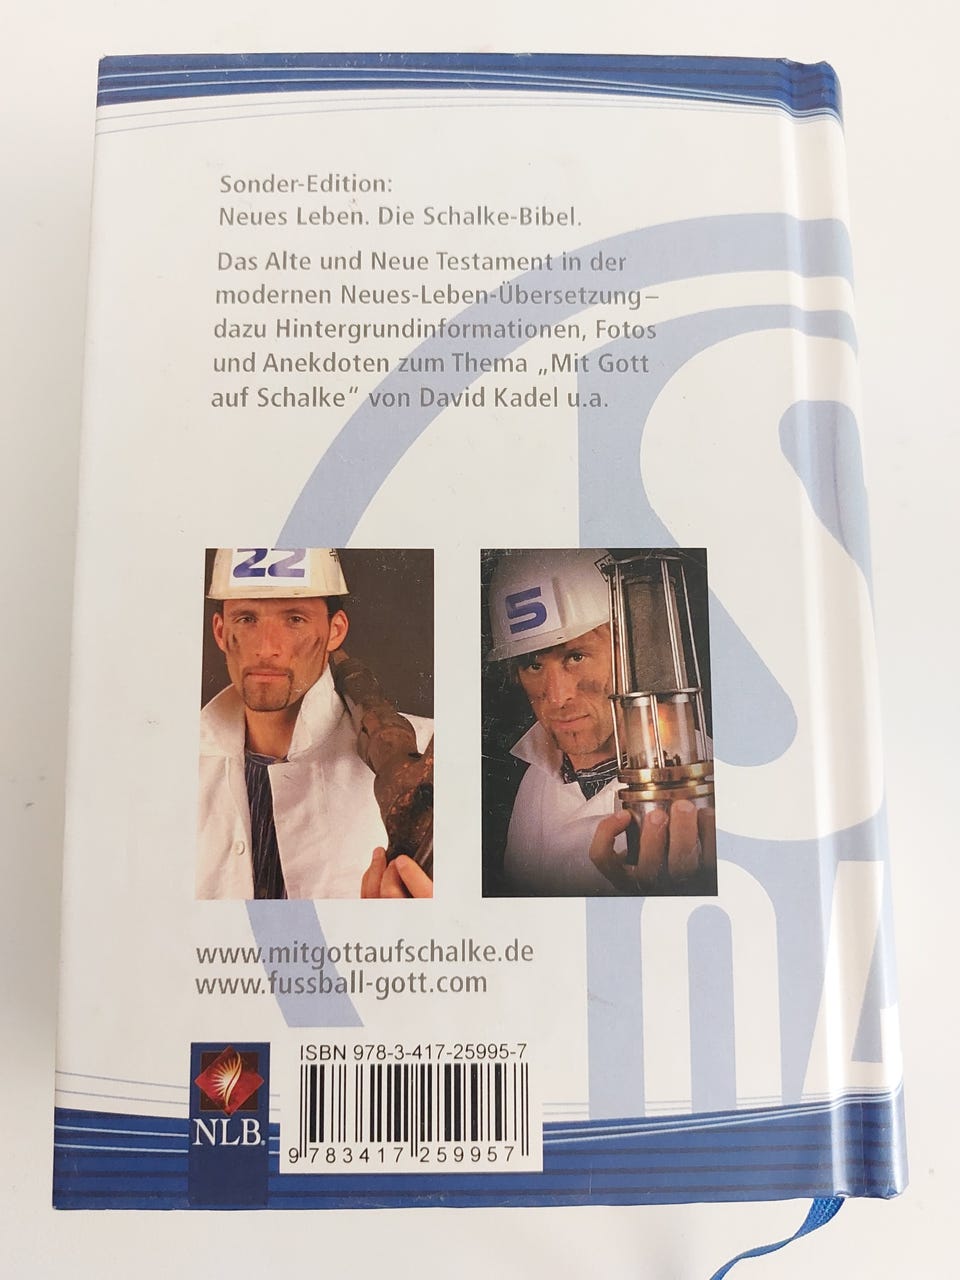 Sonder-Edition:
Neues Leben. Die Schalke-Bibel.
Das Alte und Neue Testament in der
modernen Neues-Leben-Übersetzung–
dazu Hintergrundinformationen, Fotos
und Anekdoten zum Thema „Mit Gott
auf Schalke“ von David Kadel u.a.
22
5
www.mitgottaufschalke.de
www.fussball-gott.com
NLB®
ISBN 978-3-417-25995-7
9 783417 259957